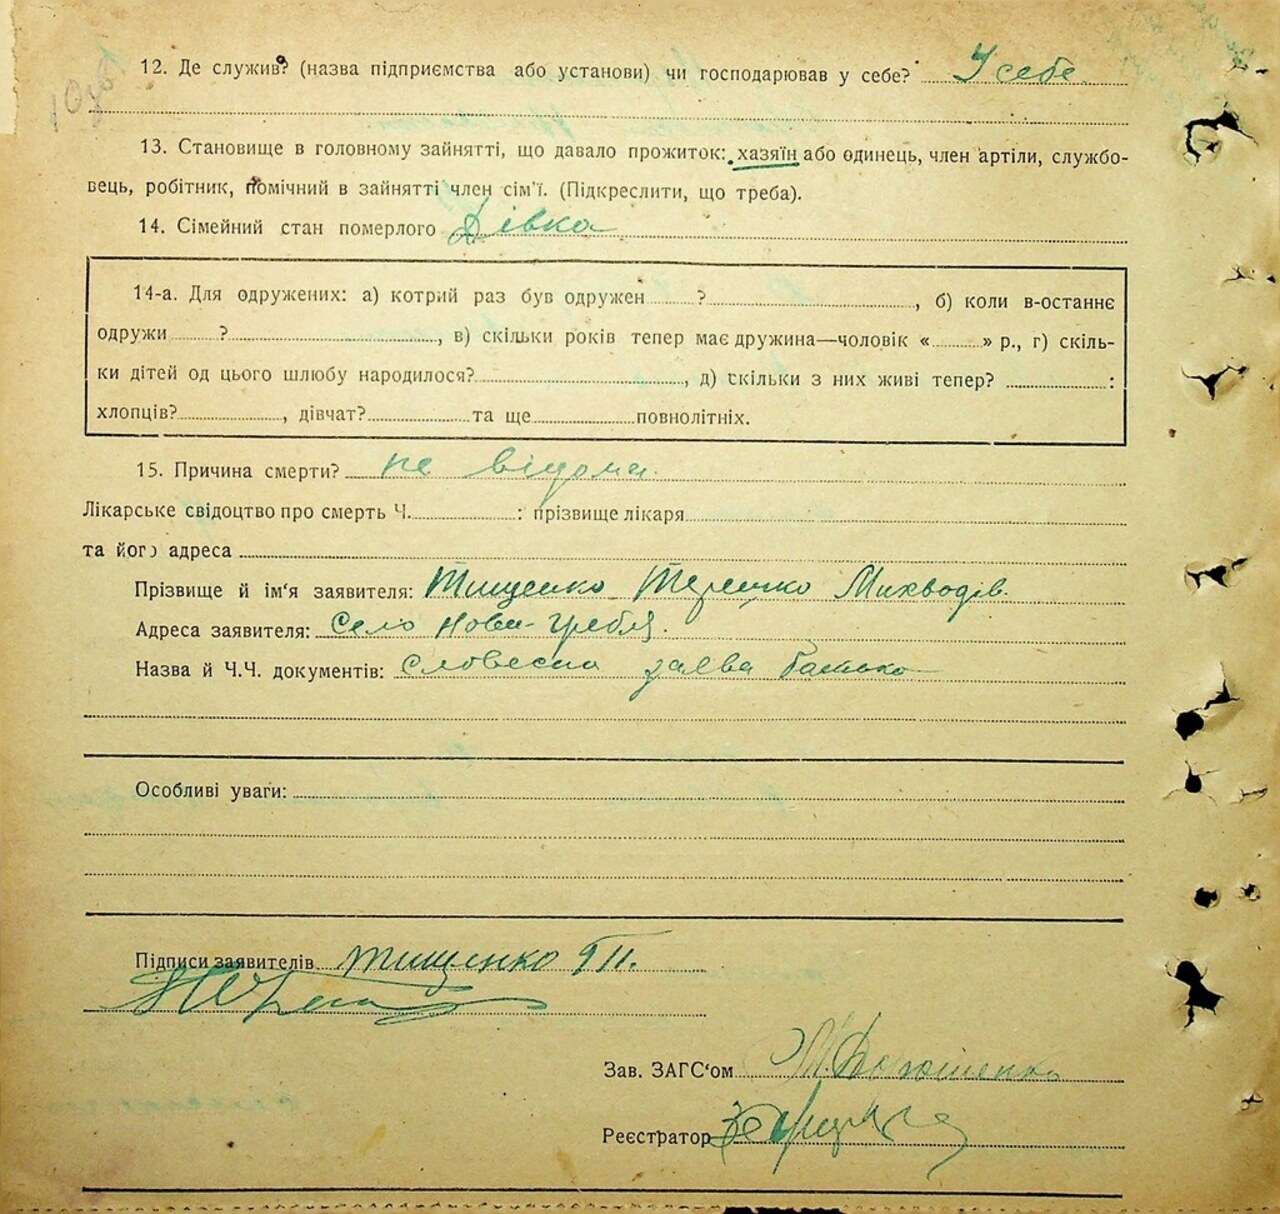 12. Де служив? (назва підприємства або установи) чи господарював у себе? У себе
13. Становище в головному зайнятті, що давало прожиток: хазяїн або одинець, член артіли, службо-
вець, робітник, помічний в зайнятті член сім'ї. (Підкреслити, що треба).
14. Сімейний стан померлого Дівка
14-а. Для одружених: а) котрий раз був одружен ? , б) коли в-останнє
одружи ? , в) скільки років тепер має дружина—чоловік « » р., г) скіль-
ки дітей од цього шлюбу народилося? , д) скільки з них живі тепер? :
хлопців? , дівчат? та ще повнолітніх.
15. Причина смерти? не відома.
Лікарське свідоцтво про смерть Ч. : прізвище лікаря
та його адреса
Прізвище й ім'я заявителя: Тищенко Терешко
Адреса заявителя: Село Нова-Гребля.
Назва й Ч.Ч. документів: Словесна заява батька
Особливі уваги:
Підписи заявителів Тищенко
Зав. ЗАГС'ом
Реєстратор